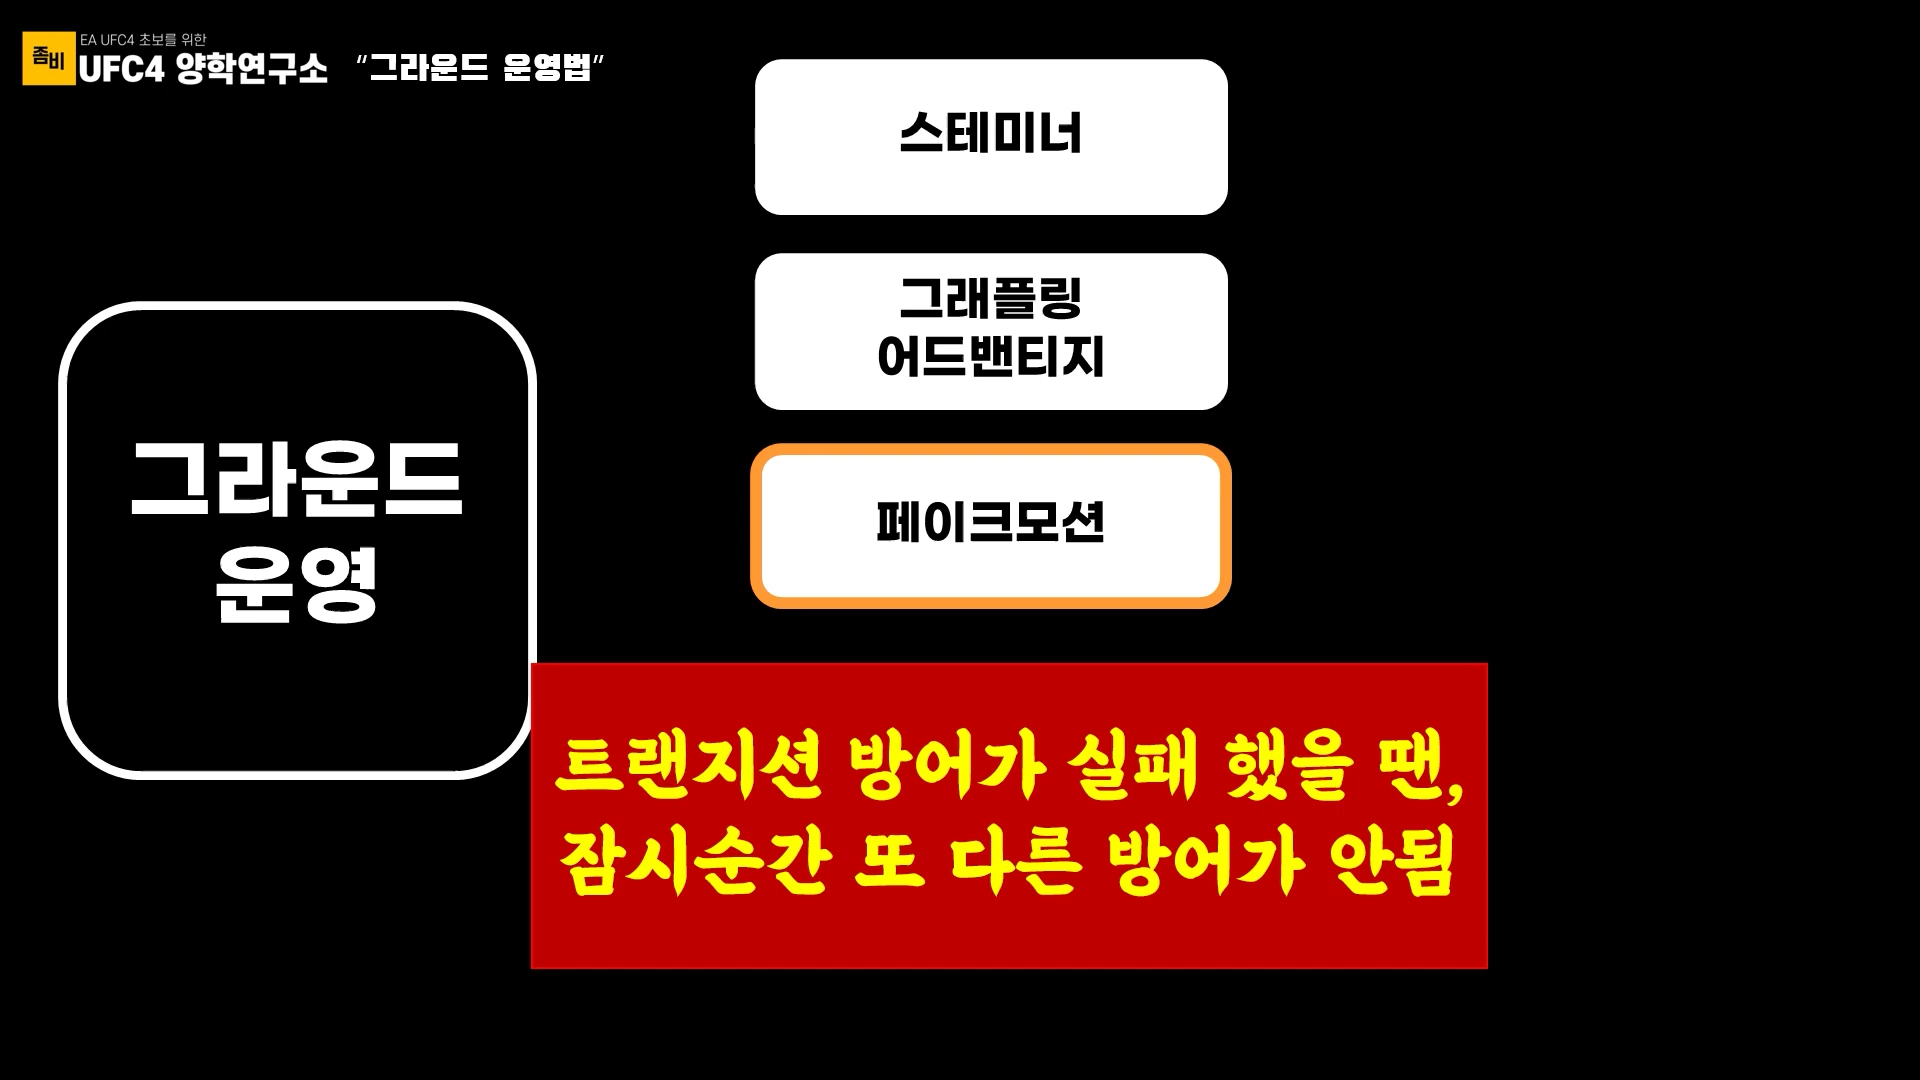 좀비
EA UFC4 초보를 위한
UFC4 양학연구소 "그라운드 운영법"
스테미너
그래플링
어드밴티지
페이크모션
그라운드
운영
트랜지션 방어가 실패 했을 땐,
잠시순간 또 다른 방어가 안됨